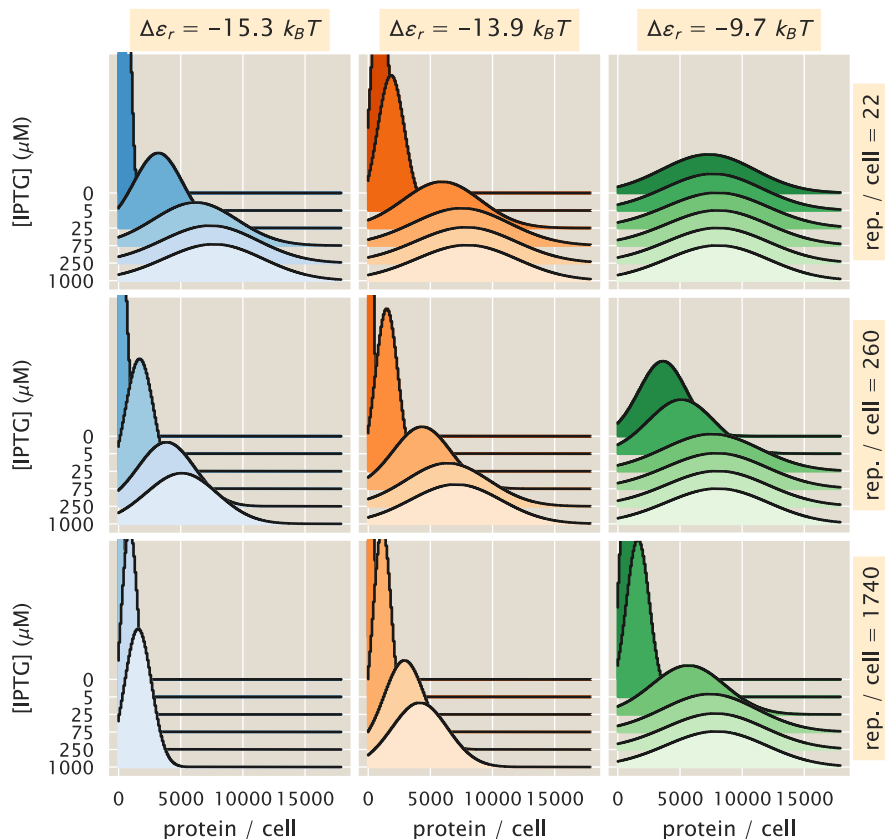 Δε_r = −15.3 k_BT
Δε_r = −13.9 k_BT
Δε_r = −9.7 k_BT
[IPTG] (μM)
0
5
25
75
250
1000
rep. / cell = 22
[IPTG] (μM)
0
5
25
75
250
1000
rep. / cell = 260
[IPTG] (μM)
0
5
25
75
250
1000
rep. / cell = 1740
0 5000 10000 15000
0 5000 10000 15000
0 5000 10000 15000
protein / cell
protein / cell
protein / cell